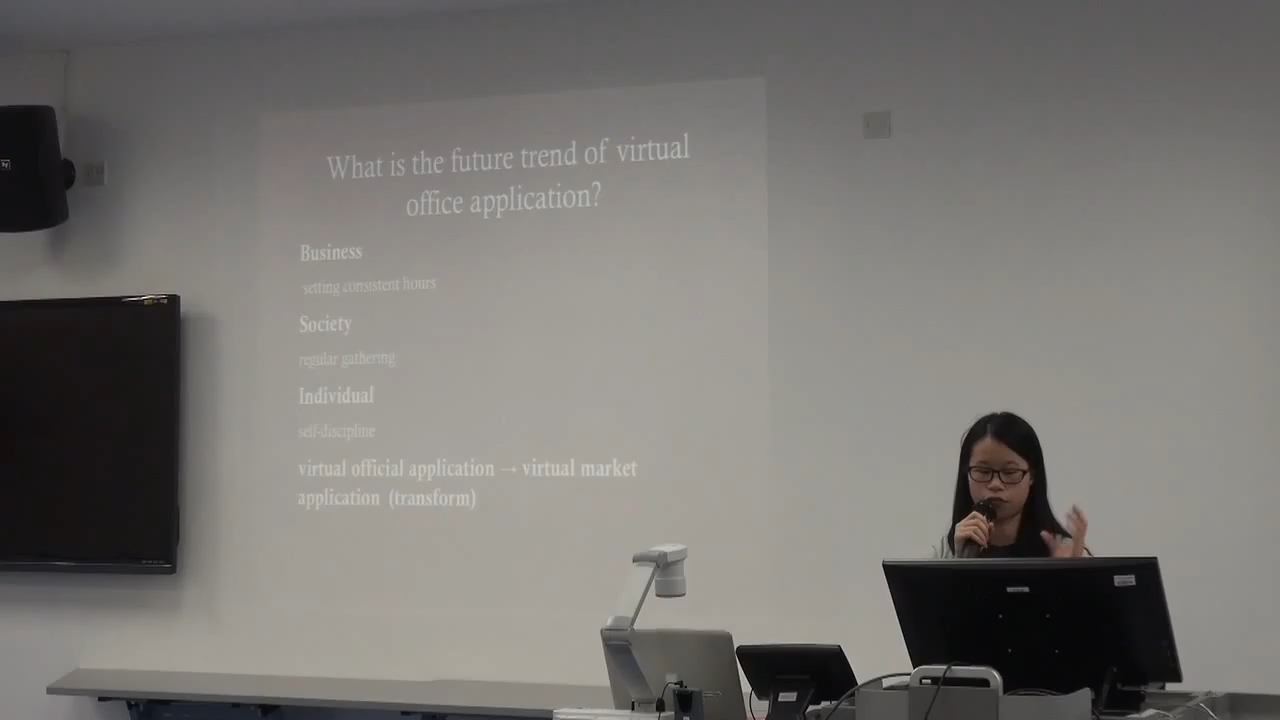 What is the future trend of virtual
office application?
Business
setting consistent hours
Society
regular gathering
Individual
self-discipline
virtual official application → virtual market
application (transform)